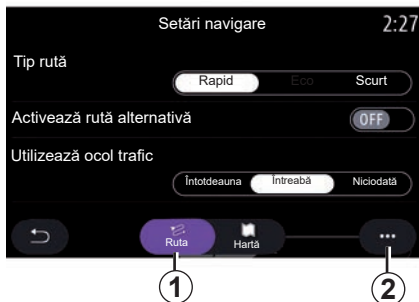 Setări navigare 2:27
Tip rută
Rapid Eco Scurt
Activează rută alternativă OFF
Utilizează ocol trafic
Întotdeauna Întreabă Niciodată
Ruta Hartă ...
1 2